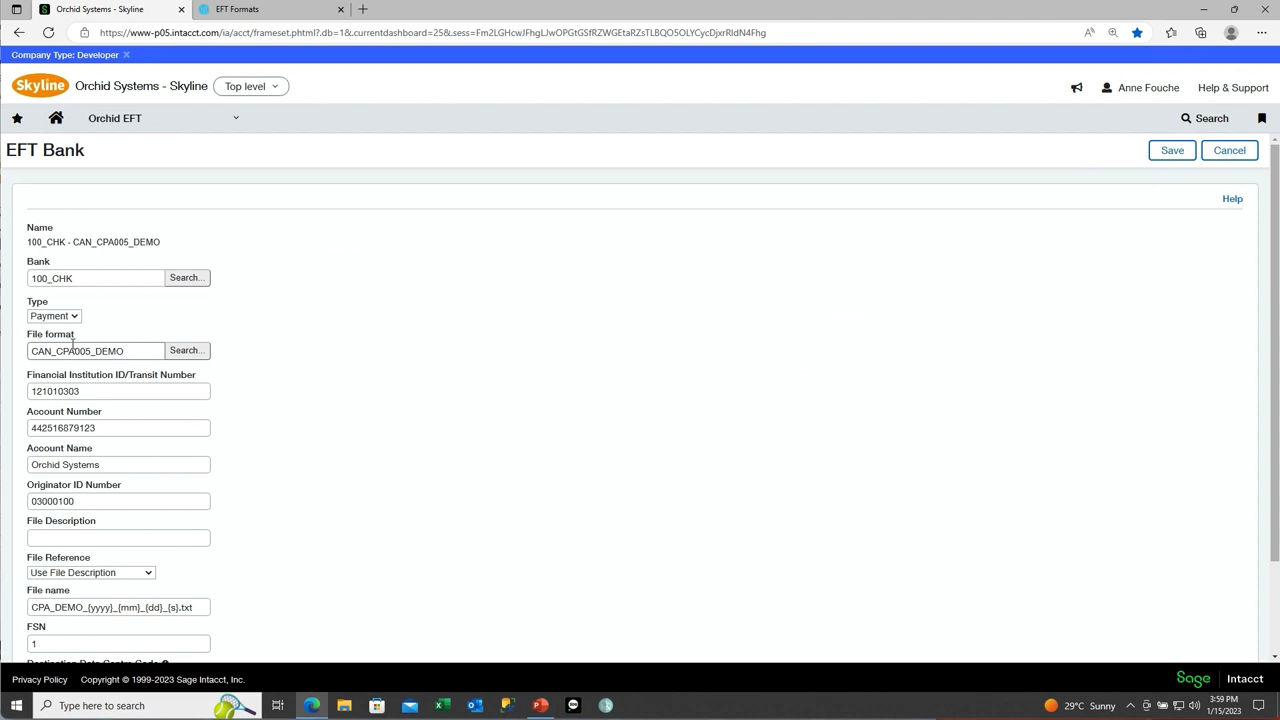 Orchid Systems - Skyline
EFT Formats
https://www-p05.intacct.com/ia/acct/frameset.phtml?.db=1&currentdashboard=25&.sess=Fm2LGHcwJFhgLJwOPGtGSfRZWGEtaRZsTLBQO5OLYCycDjxrRldN4Fhg
Company Type: Developer
Skyline
Orchid Systems - Skyline
Top level
Anne Fouche
Help & Support
Orchid EFT
Search
EFT Bank
Save
Cancel
Help
Name
100_CHK - CAN_CPA005_DEMO
Bank
100_CHK
Search...
Type
Payment
File format
CAN_CPA005_DEMO
Search...
Financial Institution ID/Transit Number
121010303
Account Number
442516879123
Account Name
Orchid Systems
Originator ID Number
03000100
File Description
File Reference
Use File Description
File name
CPA_DEMO_{yyyy}_{mm}_{dd}_{s}.txt
FSN
1
Privacy Policy
Copyright © 1999-2023 Sage Intacct, Inc.
Sage
Intacct
Type here to search
29°C Sunny
3:59 PM
1/15/2023